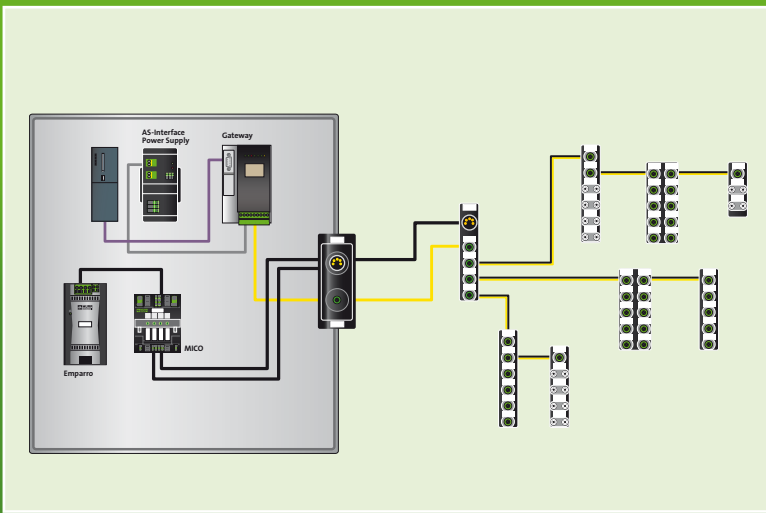 AS-Interface
Power Supply
Gateway
MICO
Emparro